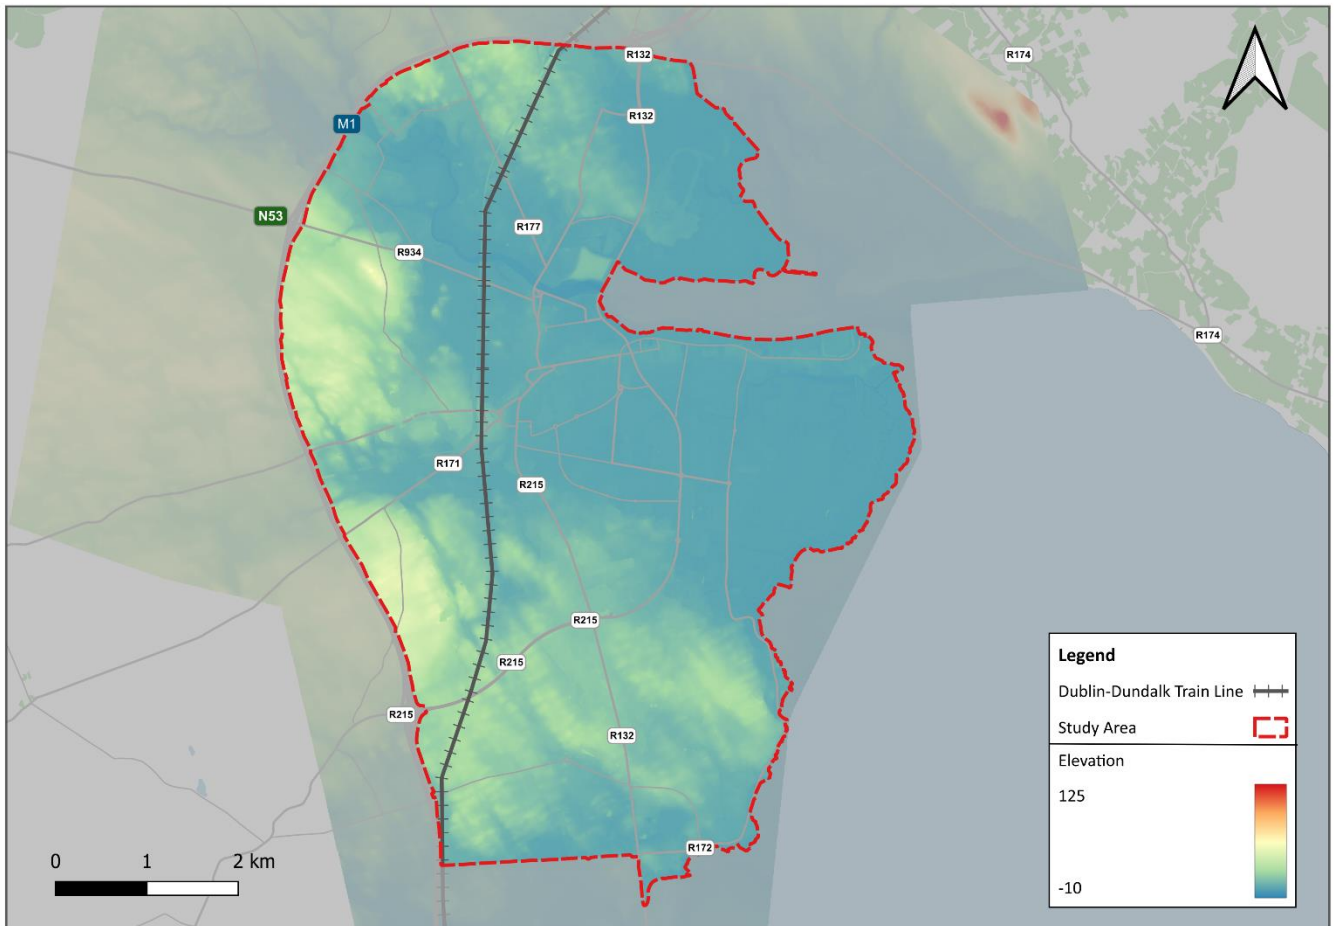 R132
R174
R132
M1
N53
R177
R934
R174
R171
R215
R215
R215
R215
R132
R172
Legend
Dublin-Dundalk Train Line
Study Area
Elevation
125
-10
0 1 2 km